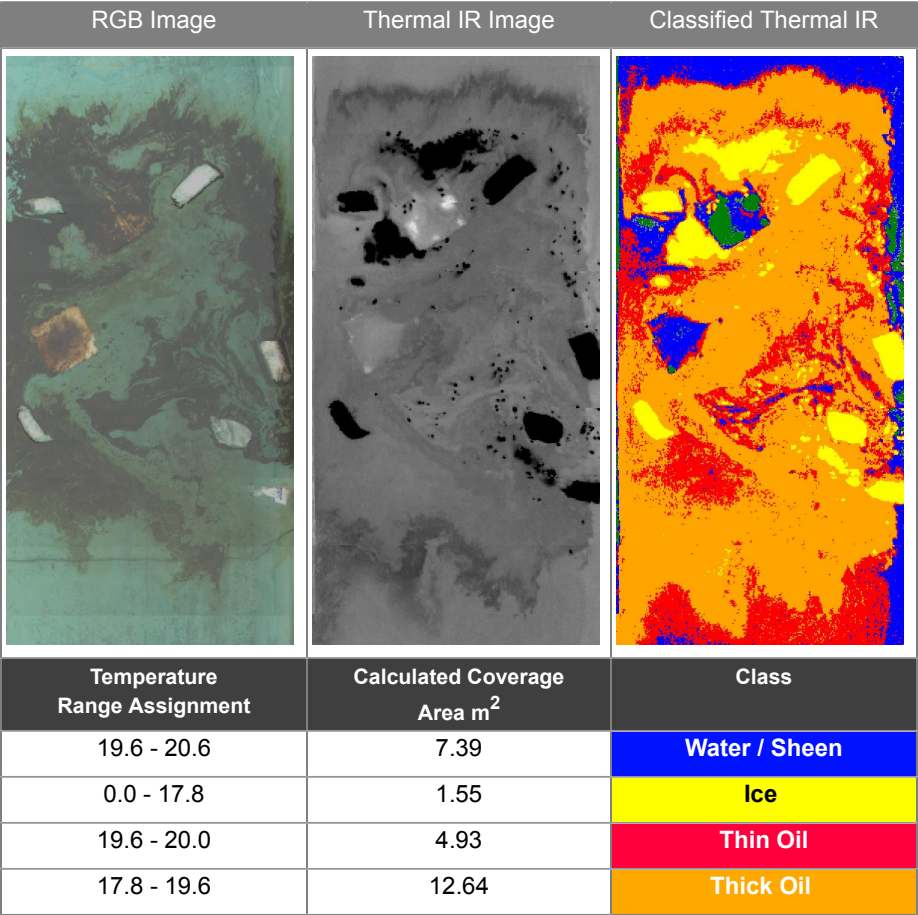 RGB Image Thermal IR Image Classified Thermal IR
Temperature Range Assignment Calculated Coverage Area m² Class
19.6 - 20.6 7.39 Water / Sheen
0.0 - 17.8 1.55 Ice
19.6 - 20.0 4.93 Thin Oil
17.8 - 19.6 12.64 Thick Oil